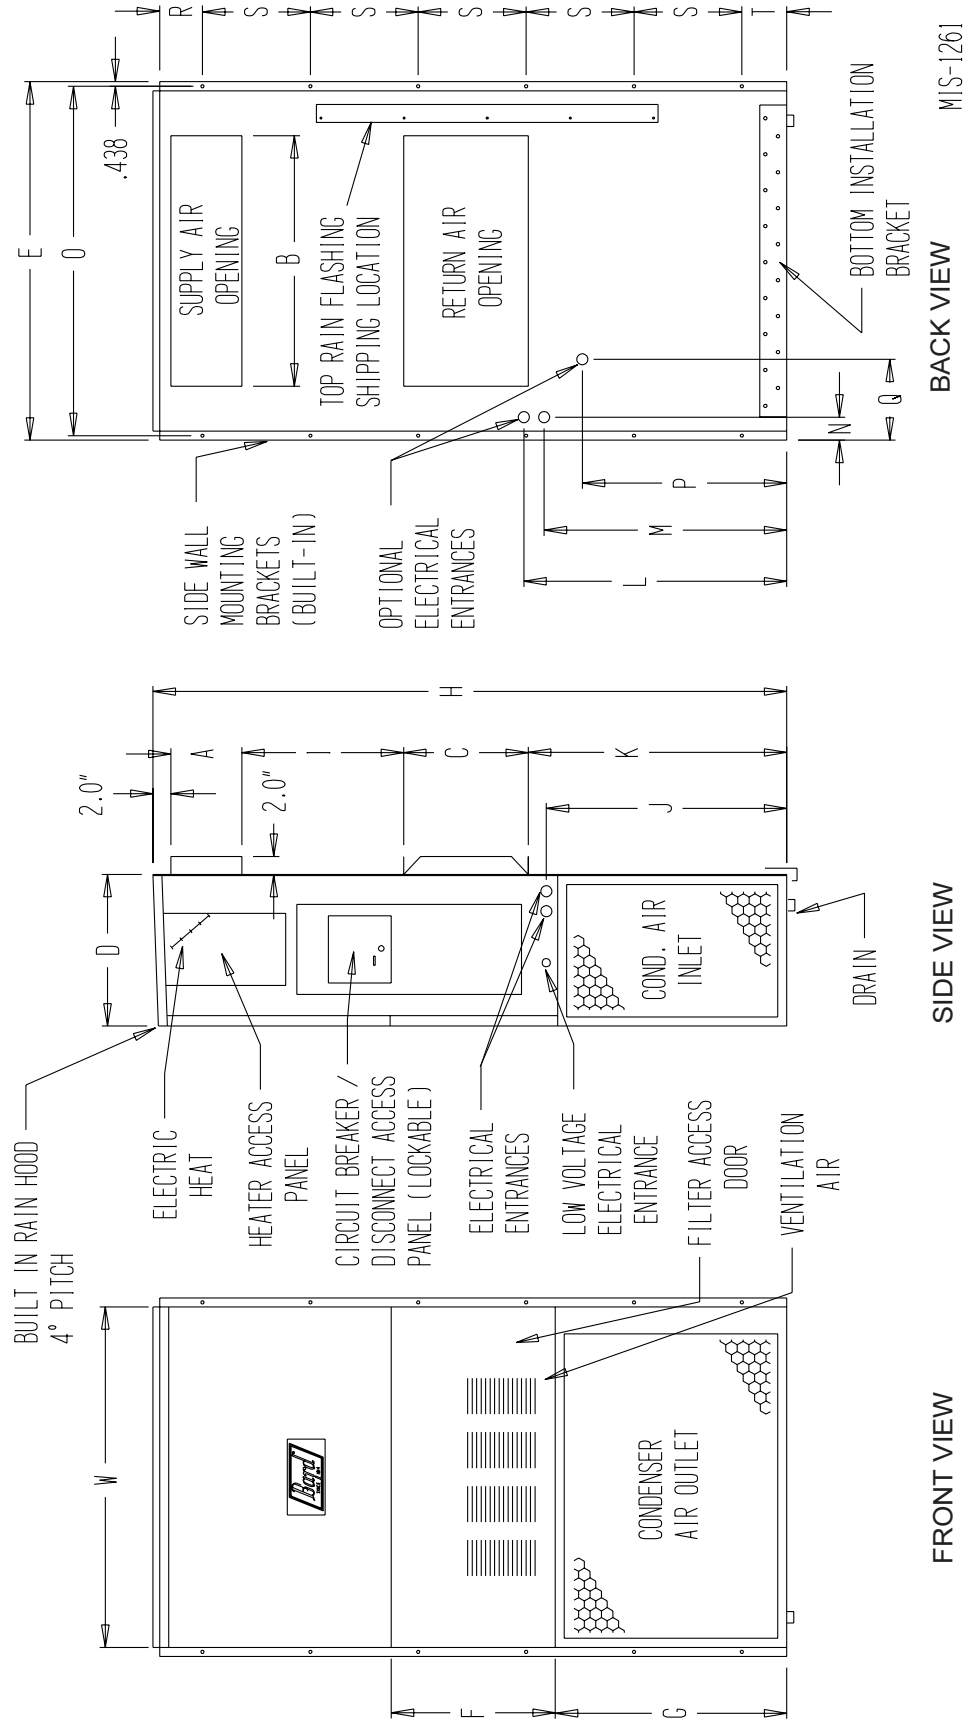 W
BUILT IN RAIN HOOD
4° PITCH
Bard
F
G
CONDENSER
AIR OUTLET
FILTER ACCESS
DOOR
VENTILATION
AIR
FRONT VIEW
D
2.0"
A
2.0"
H
I
C
K
J
ELECTRIC
HEAT
HEATER ACCESS
PANEL
CIRCUIT BREAKER /
DISCONNECT ACCESS
PANEL (LOCKABLE)
ELECTRICAL
ENTRANCES
LOW VOLTAGE
ELECTRICAL
ENTRANCE
COND. AIR
INLET
DRAIN
SIDE VIEW
E
O
.438
R
S
S
S
S
S
T
SUPPLY AIR
OPENING
B
TOP RAIN FLASHING
SHIPPING LOCATION
RETURN AIR
OPENING
SIDE WALL
MOUNTING
BRACKETS
(BUILT-IN)
OPTIONAL
ELECTRICAL
ENTRANCES
L
M
P
N
Q
BOTTOM INSTALLATION
BRACKET
BACK VIEW
MIS-1261